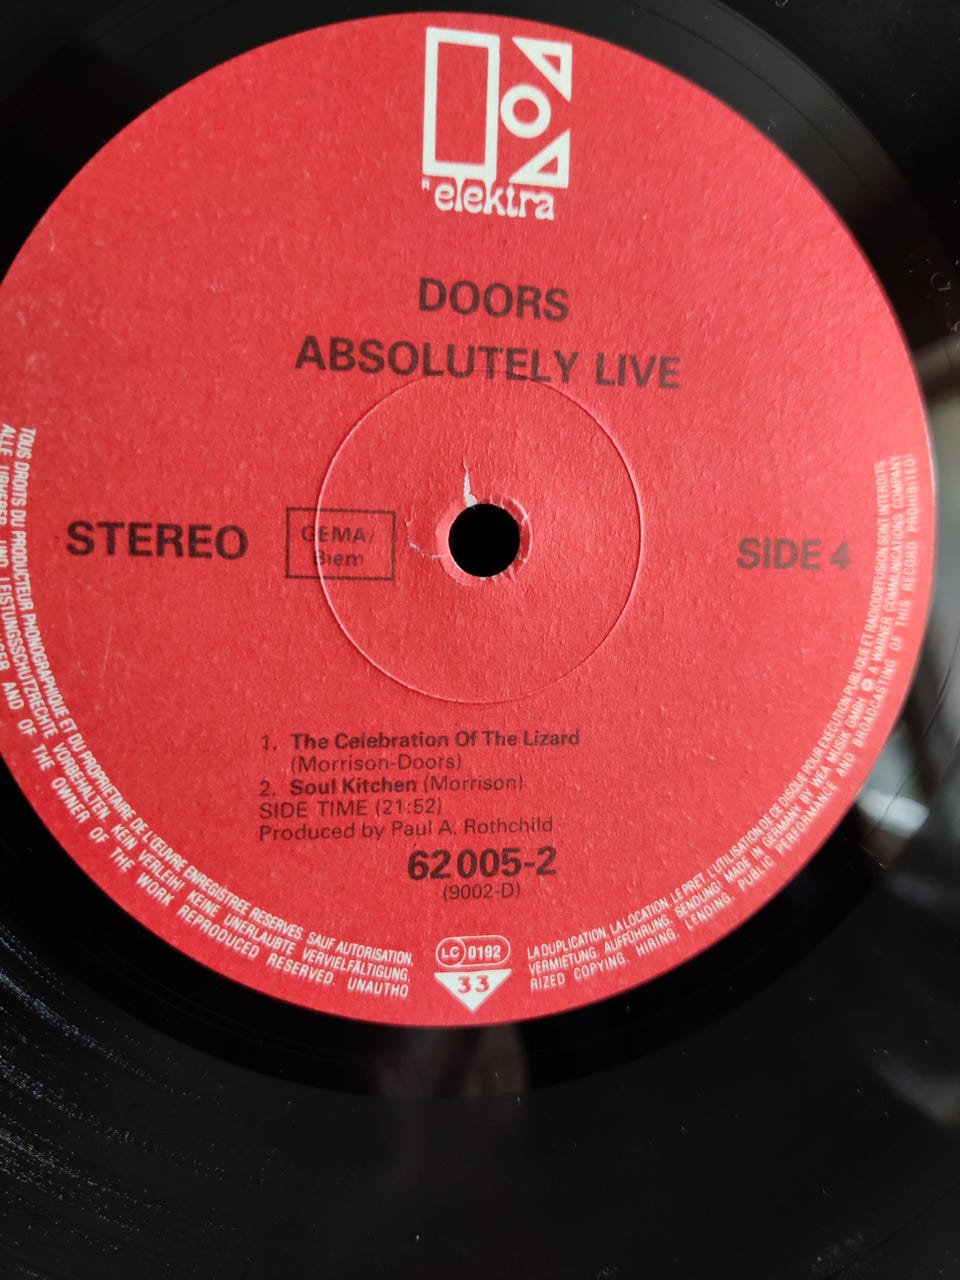 R elektra
DOORS
ABSOLUTELY LIVE
STEREO
GEMA/
Biem
SIDE 4
1. The Celebration Of The Lizard
(Morrison-Doors)
2. Soul Kitchen (Morrison)
SIDE TIME (21:52)
Produced by Paul A. Rothchild
62 005-2
(9002-D)
LC 0192
33
TOUS DROITS DU PRODUCTEUR PHONOGRAPHIQUE ET DU PROPRIETAIRE DE L'ŒUVRE ENREGISTREE RESERVES. SAUF AUTORISATION,
LA DUPLICATION, LA LOCATION, LE PRET, L'UTILISATION DE CE DISQUE POUR EXECUTION PUBLIQUE ET RADIODIFFUSION SONT INTERDITS
ALLE URHEBER UND LEISTUNGSSCHUTZRECHTE VORBEHALTEN KEIN VERLEIH! KEINE UNERLAUBTE VERVIELFÄLTIGUNG,
VERMIETUNG, AUFFÜHRUNG, SENDUNG! MADE IN GERMANY BY WEA MUSIK GMBH. A WARNER COMMUNICATIONS COMPANY
AND OF THE OWNER OF THE WORK REPRODUCED RESERVED. UNAUTHO
RIZED COPYING, HIRING, LENDING, PUBLIC PERFORMANCE AND BROADCASTING OF THIS RECORD PROHIBITED!